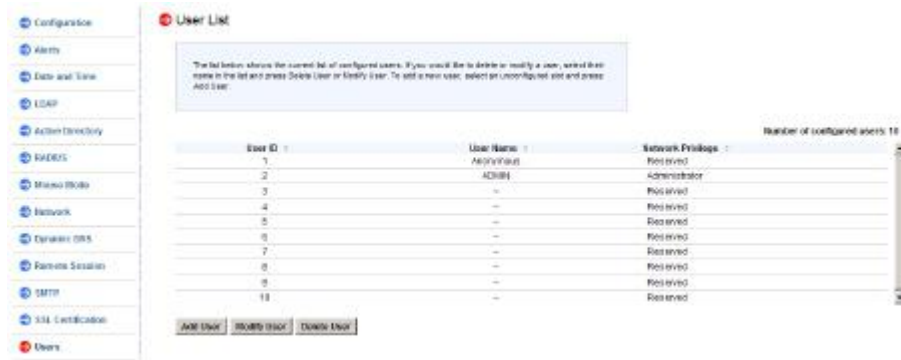 Configuration
Alerts
Date and Time
LDAP
Active Directory
RADIUS
Mouse Mode
Network
Dynamic DNS
Remote Session
SMTP
SSL Certification
Users
User List
The list below shows the current list of configured users. If you would like to delete or modify a user, select their
name in the list and press Delete User or Modify User. To add a new user, select an unconfigured slot and press
Add User.
Number of configured users: 10
User ID User Name Network Privilege
1 Anonymous Reserved
2 ADMIN Administrator
3 ~ Reserved
4 ~ Reserved
5 ~ Reserved
6 ~ Reserved
7 ~ Reserved
8 ~ Reserved
9 ~ Reserved
10 ~ Reserved
Add User Modify User Delete User